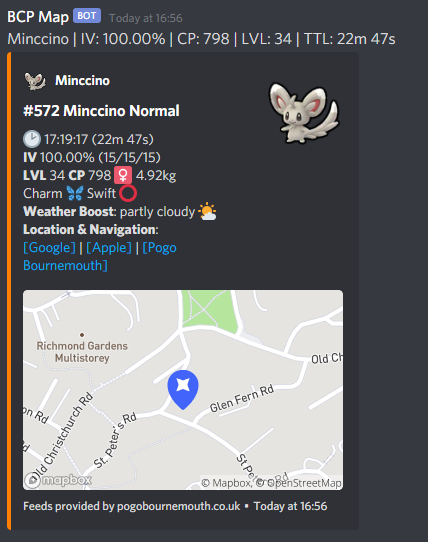 BCP Map BOT Today at 16:56
Minccino | IV: 100.00% | CP: 798 | LVL: 34 | TTL: 22m 47s
Minccino
#572 Minccino Normal
17:19:17 (22m 47s)
IV 100.00% (15/15/15)
LVL 34 CP 798 ♀ 4.92kg
Charm Swift
Weather Boost: partly cloudy
Location & Navigation:
[Google] | [Apple] | [Pogo
Bournemouth]
Richmond Gardens
Multistorey
Old Ch
Glen Fern Rd
on Rd
Old Christchurch Rd
St. Peter's Rd
St. Peter's Rd
mapbox
© Mapbox, © OpenStreetMap
Feeds provided by pogobournemouth.co.uk • Today at 16:56